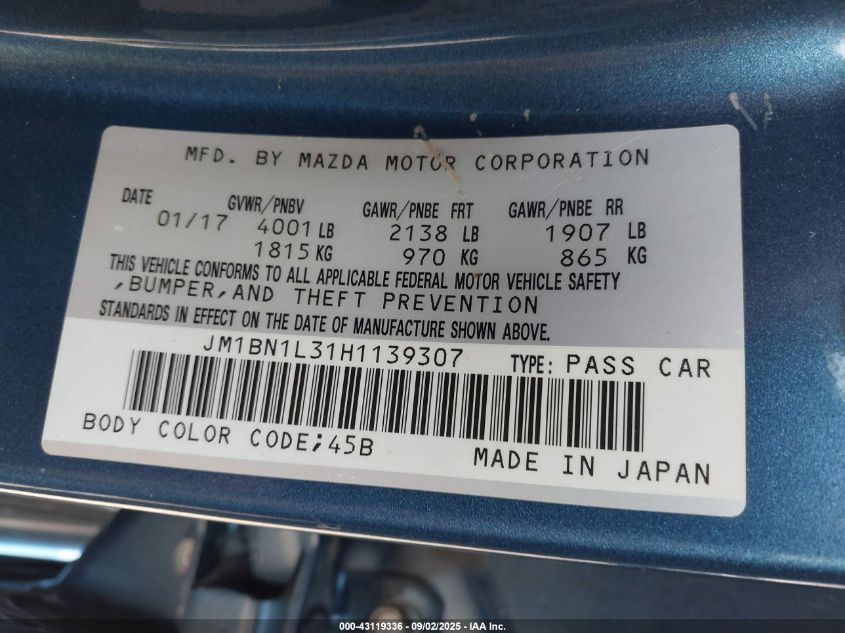 MFD. BY MAZDA MOTOR CORPORATION
DATE GVWR/PNBV GAWR/PNBE FRT GAWR/PNBE RR
01/17 4001 LB 2138 LB 1907 LB
1815 KG 970 KG 865 KG
THIS VEHICLE CONFORMS TO ALL APPLICABLE FEDERAL MOTOR VEHICLE SAFETY
,BUMPER,AND THEFT PREVENTION
STANDARDS IN EFFECT ON THE DATE OF MANUFACTURE SHOWN ABOVE.
JM1BN1L31H1139307 TYPE: PASS CAR
BODY COLOR CODE;45B
MADE IN JAPAN
000-43119336 - 09/02/2025 - IAA Inc.